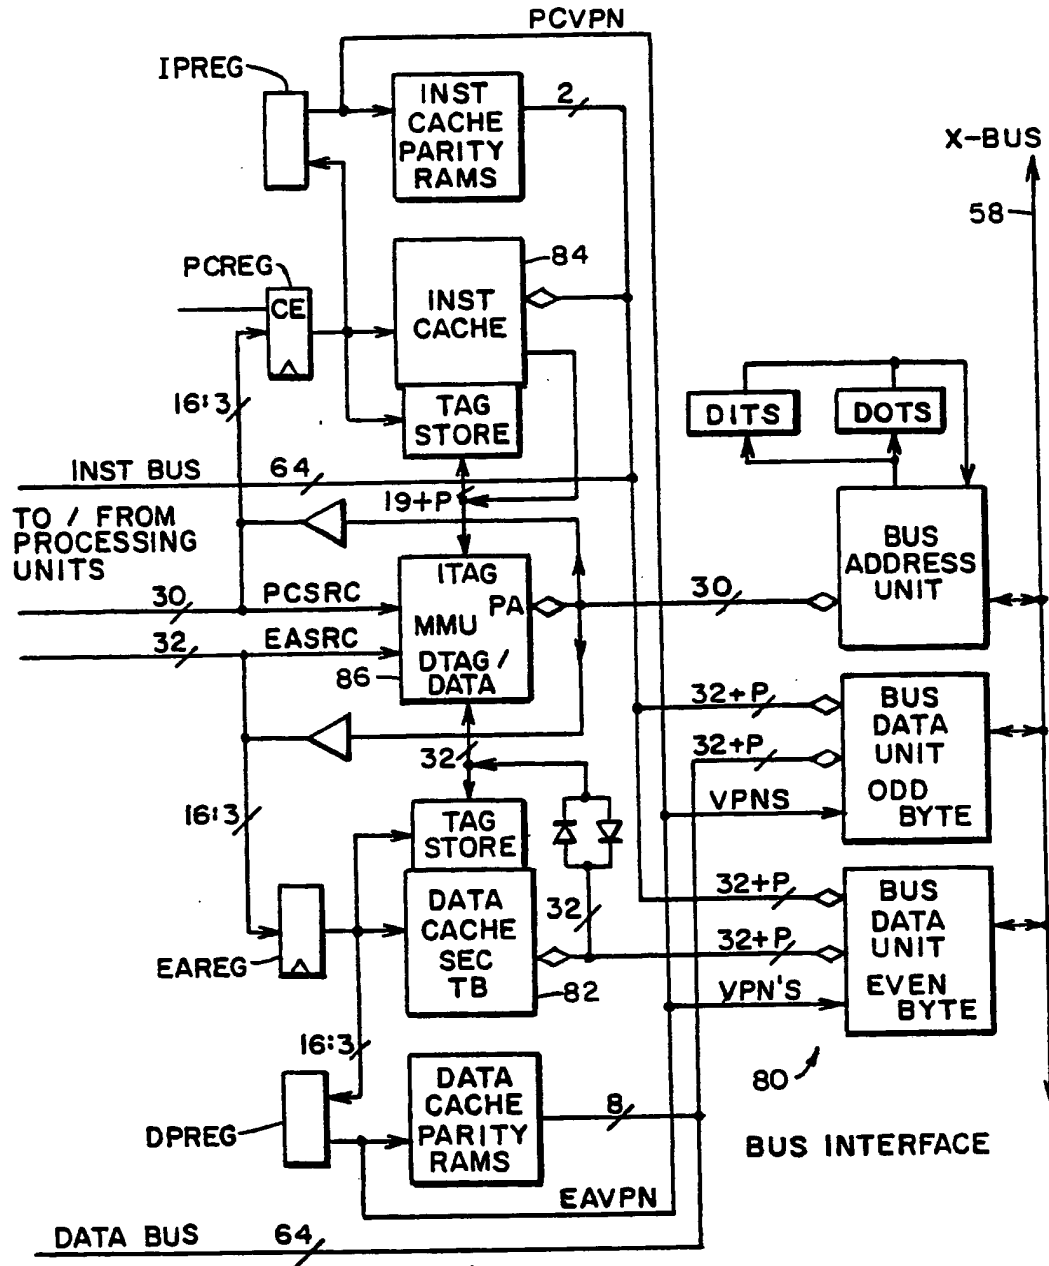 PCVPN
IPREG
INST
CACHE
PARITY
RAMS
2
X-BUS
58
PCREG
CE
84
INST
CACHE
16:3
TAG
STORE
DITS
DOTS
INST BUS
64
19+P
TO / FROM
PROCESSING
UNITS
BUS
ADDRESS
UNIT
ITAG
30
PCSRC
PA
30
MMU
32
EASRC
86
DTAG /
DATA
32+P
BUS
DATA
UNIT
ODD
BYTE
32+P
32
VPNS
16:3
TAG
STORE
32+P
BUS
DATA
UNIT
EVEN
BYTE
DATA
CACHE
SEC
TB
32
32+P
EAREG
82
VPN'S
16:3
80
DATA
CACHE
PARITY
RAMS
8
DPREG
BUS INTERFACE
EAVPN
DATA BUS
64